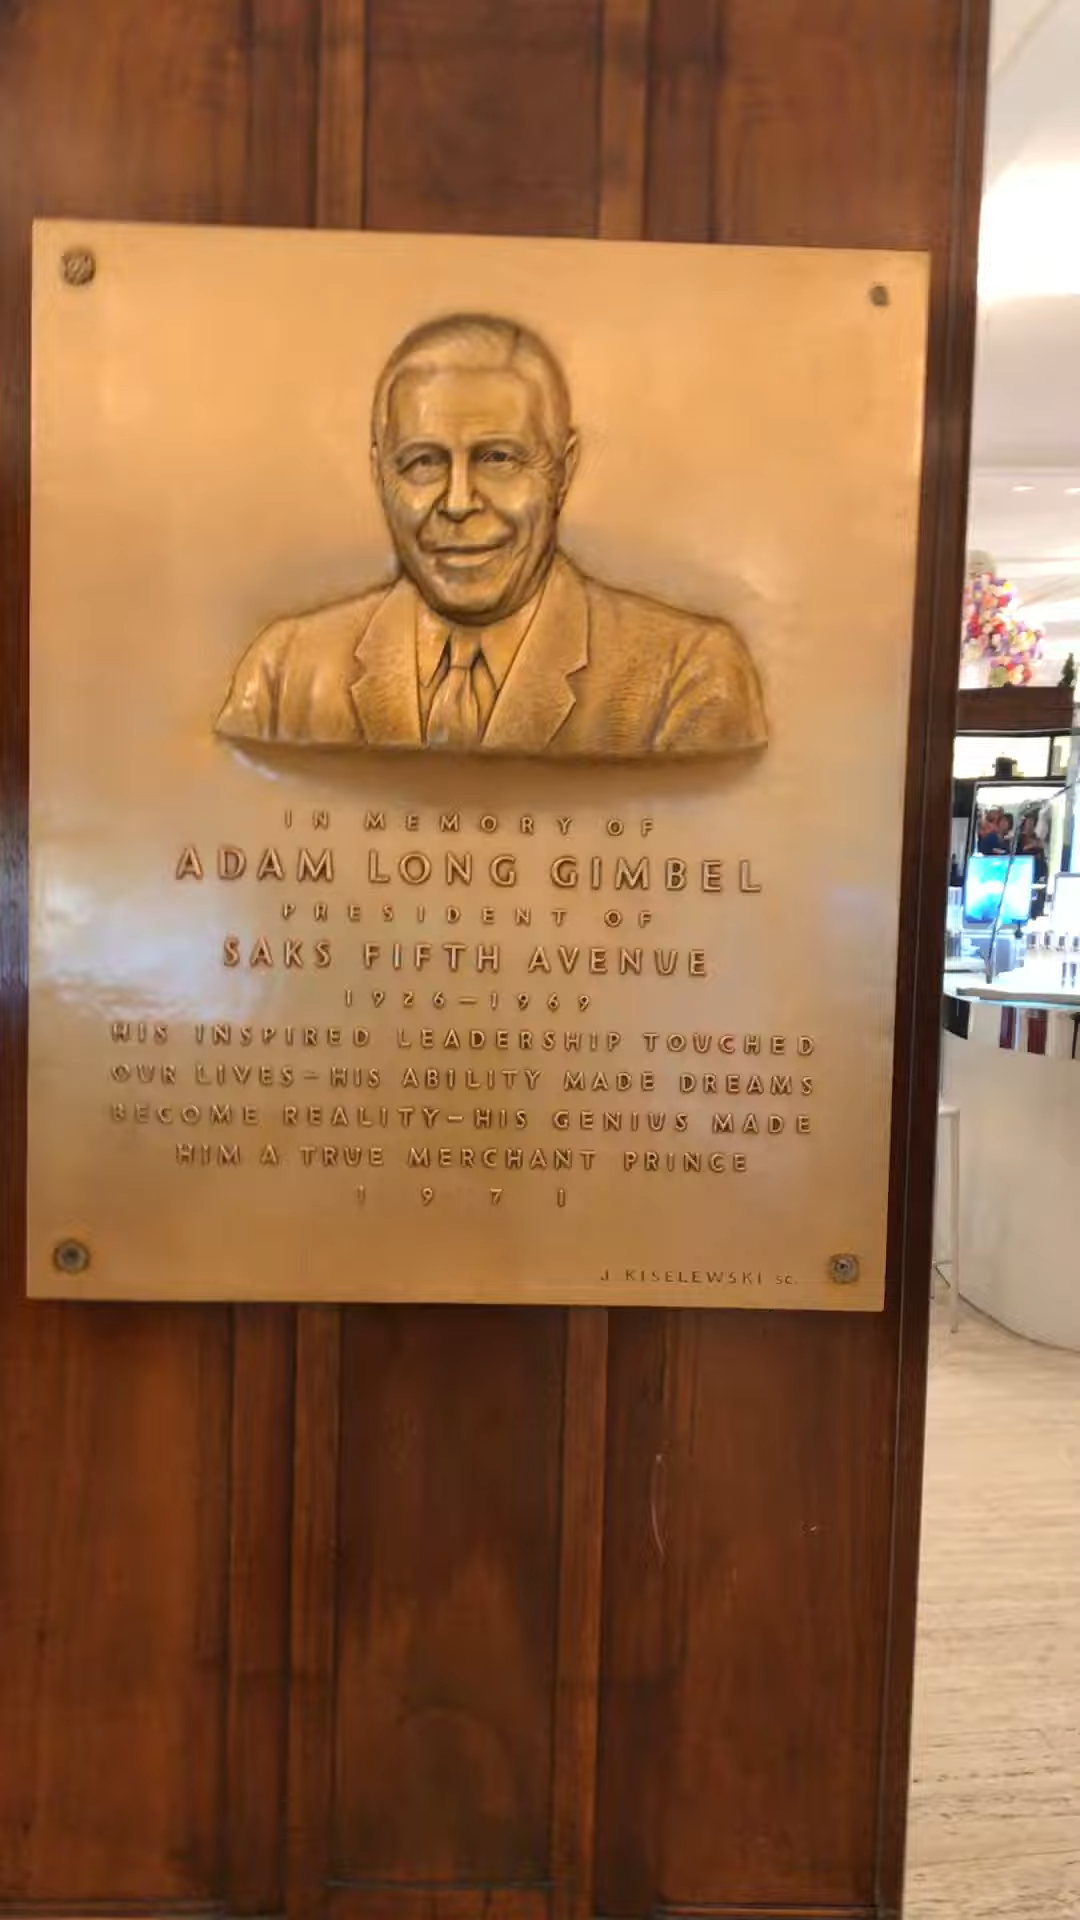 IN MEMORY OF
ADAM LONG GIMBEL
PRESIDENT OF
SAKS FIFTH AVENUE
1926-1969
HIS INSPIRED LEADERSHIP TOUCHED
OUR LIVES-HIS ABILITY MADE DREAMS
BECOME REALITY-HIS GENIUS MADE
HIM A TRUE MERCHANT PRINCE
1971
J. KISELEWSKI SC.